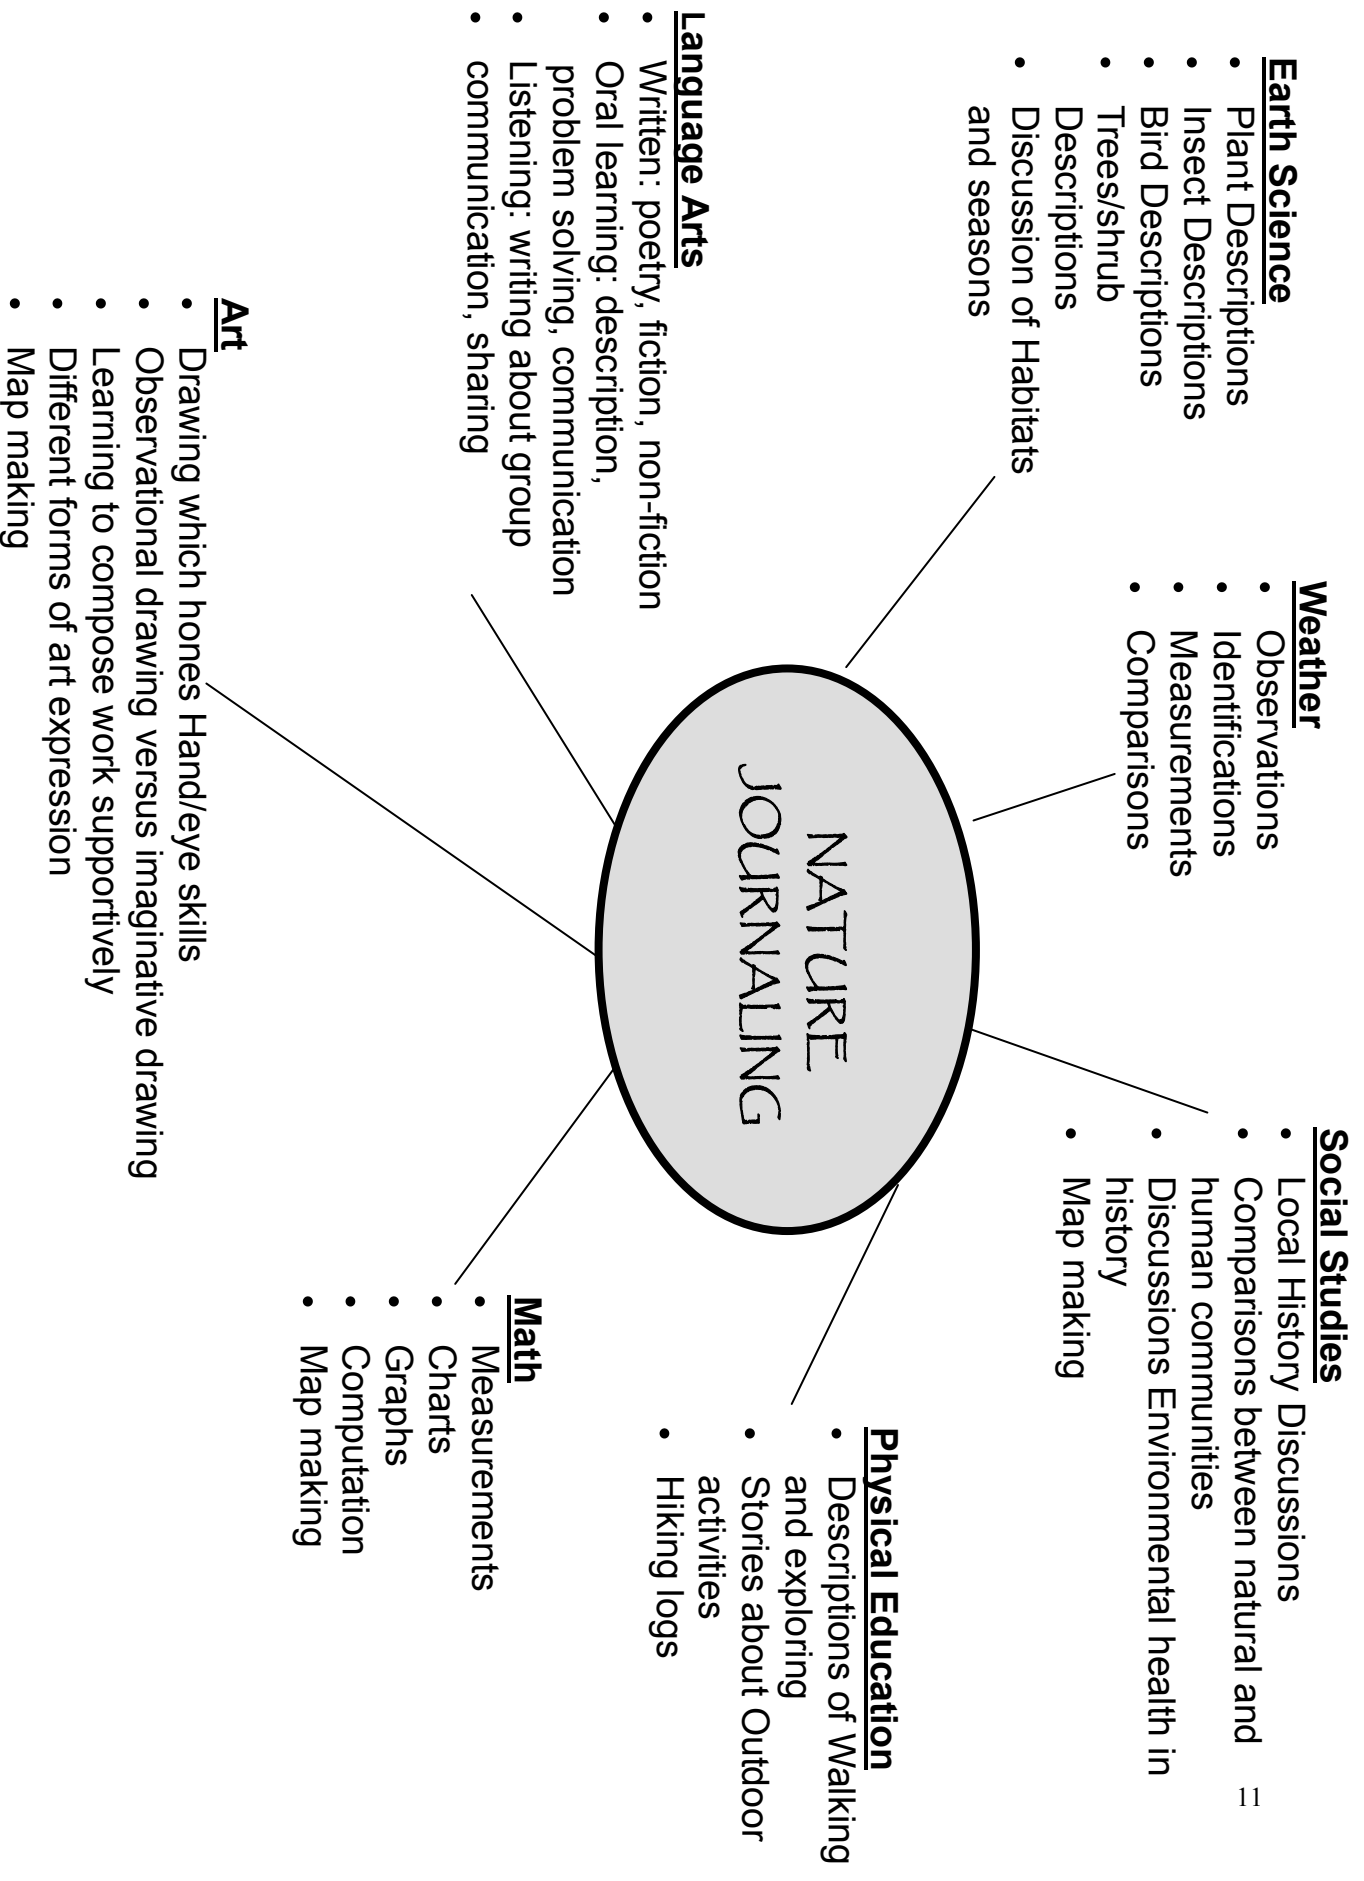 Earth Science
• Plant Descriptions
• Insect Descriptions
• Bird Descriptions
• Trees/shrub
Descriptions
• Discussion of Habitats
and seasons
Weather
• Observations
• Identifications
• Measurements
• Comparisons
Social Studies
• Local History Discussions
• Comparisons between natural and
human communities
• Discussions Environmental health in
history
• Map making
Language Arts
• Written: poetry, fiction, non-fiction
• Oral learning: description,
problem solving, communication
• Listening: writing about group
• communication, sharing
NATURE
JOURNALING
Physical Education
• Descriptions of Walking
and exploring
• Stories about Outdoor
activities
• Hiking logs
Art
• Drawing which hones Hand/eye skills
• Observational drawing versus imaginative drawing
• Learning to compose work supportively
• Different forms of art expression
• Map making
Math
• Measurements
• Charts
• Graphs
• Computation
• Map making
11